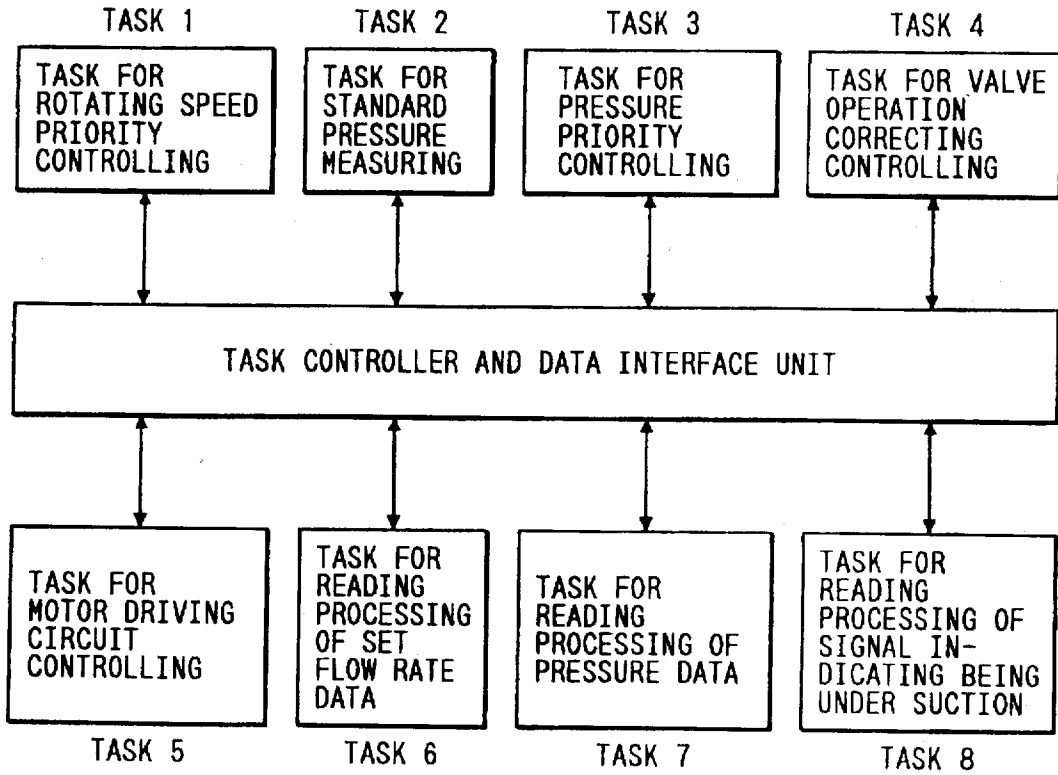 TASK 1
TASK 2
TASK 3
TASK 4
TASK FOR
ROTATING SPEED
PRIORITY
CONTROLLING
TASK FOR
STANDARD
PRESSURE
MEASURING
TASK FOR
PRESSURE
PRIORITY
CONTROLLING
TASK FOR VALVE
OPERATION
CORRECTING
CONTROLLING
TASK CONTROLLER AND DATA INTERFACE UNIT
TASK FOR
MOTOR DRIVING
CIRCUIT
CONTROLLING
TASK FOR
READING
PROCESSING
OF SET
FLOW RATE
DATA
TASK FOR
READING
PROCESSING OF
PRESSURE DATA
TASK FOR
READING
PROCESSING OF
SIGNAL IN-
DICATING BEING
UNDER SUCTION
TASK 5
TASK 6
TASK 7
TASK 8